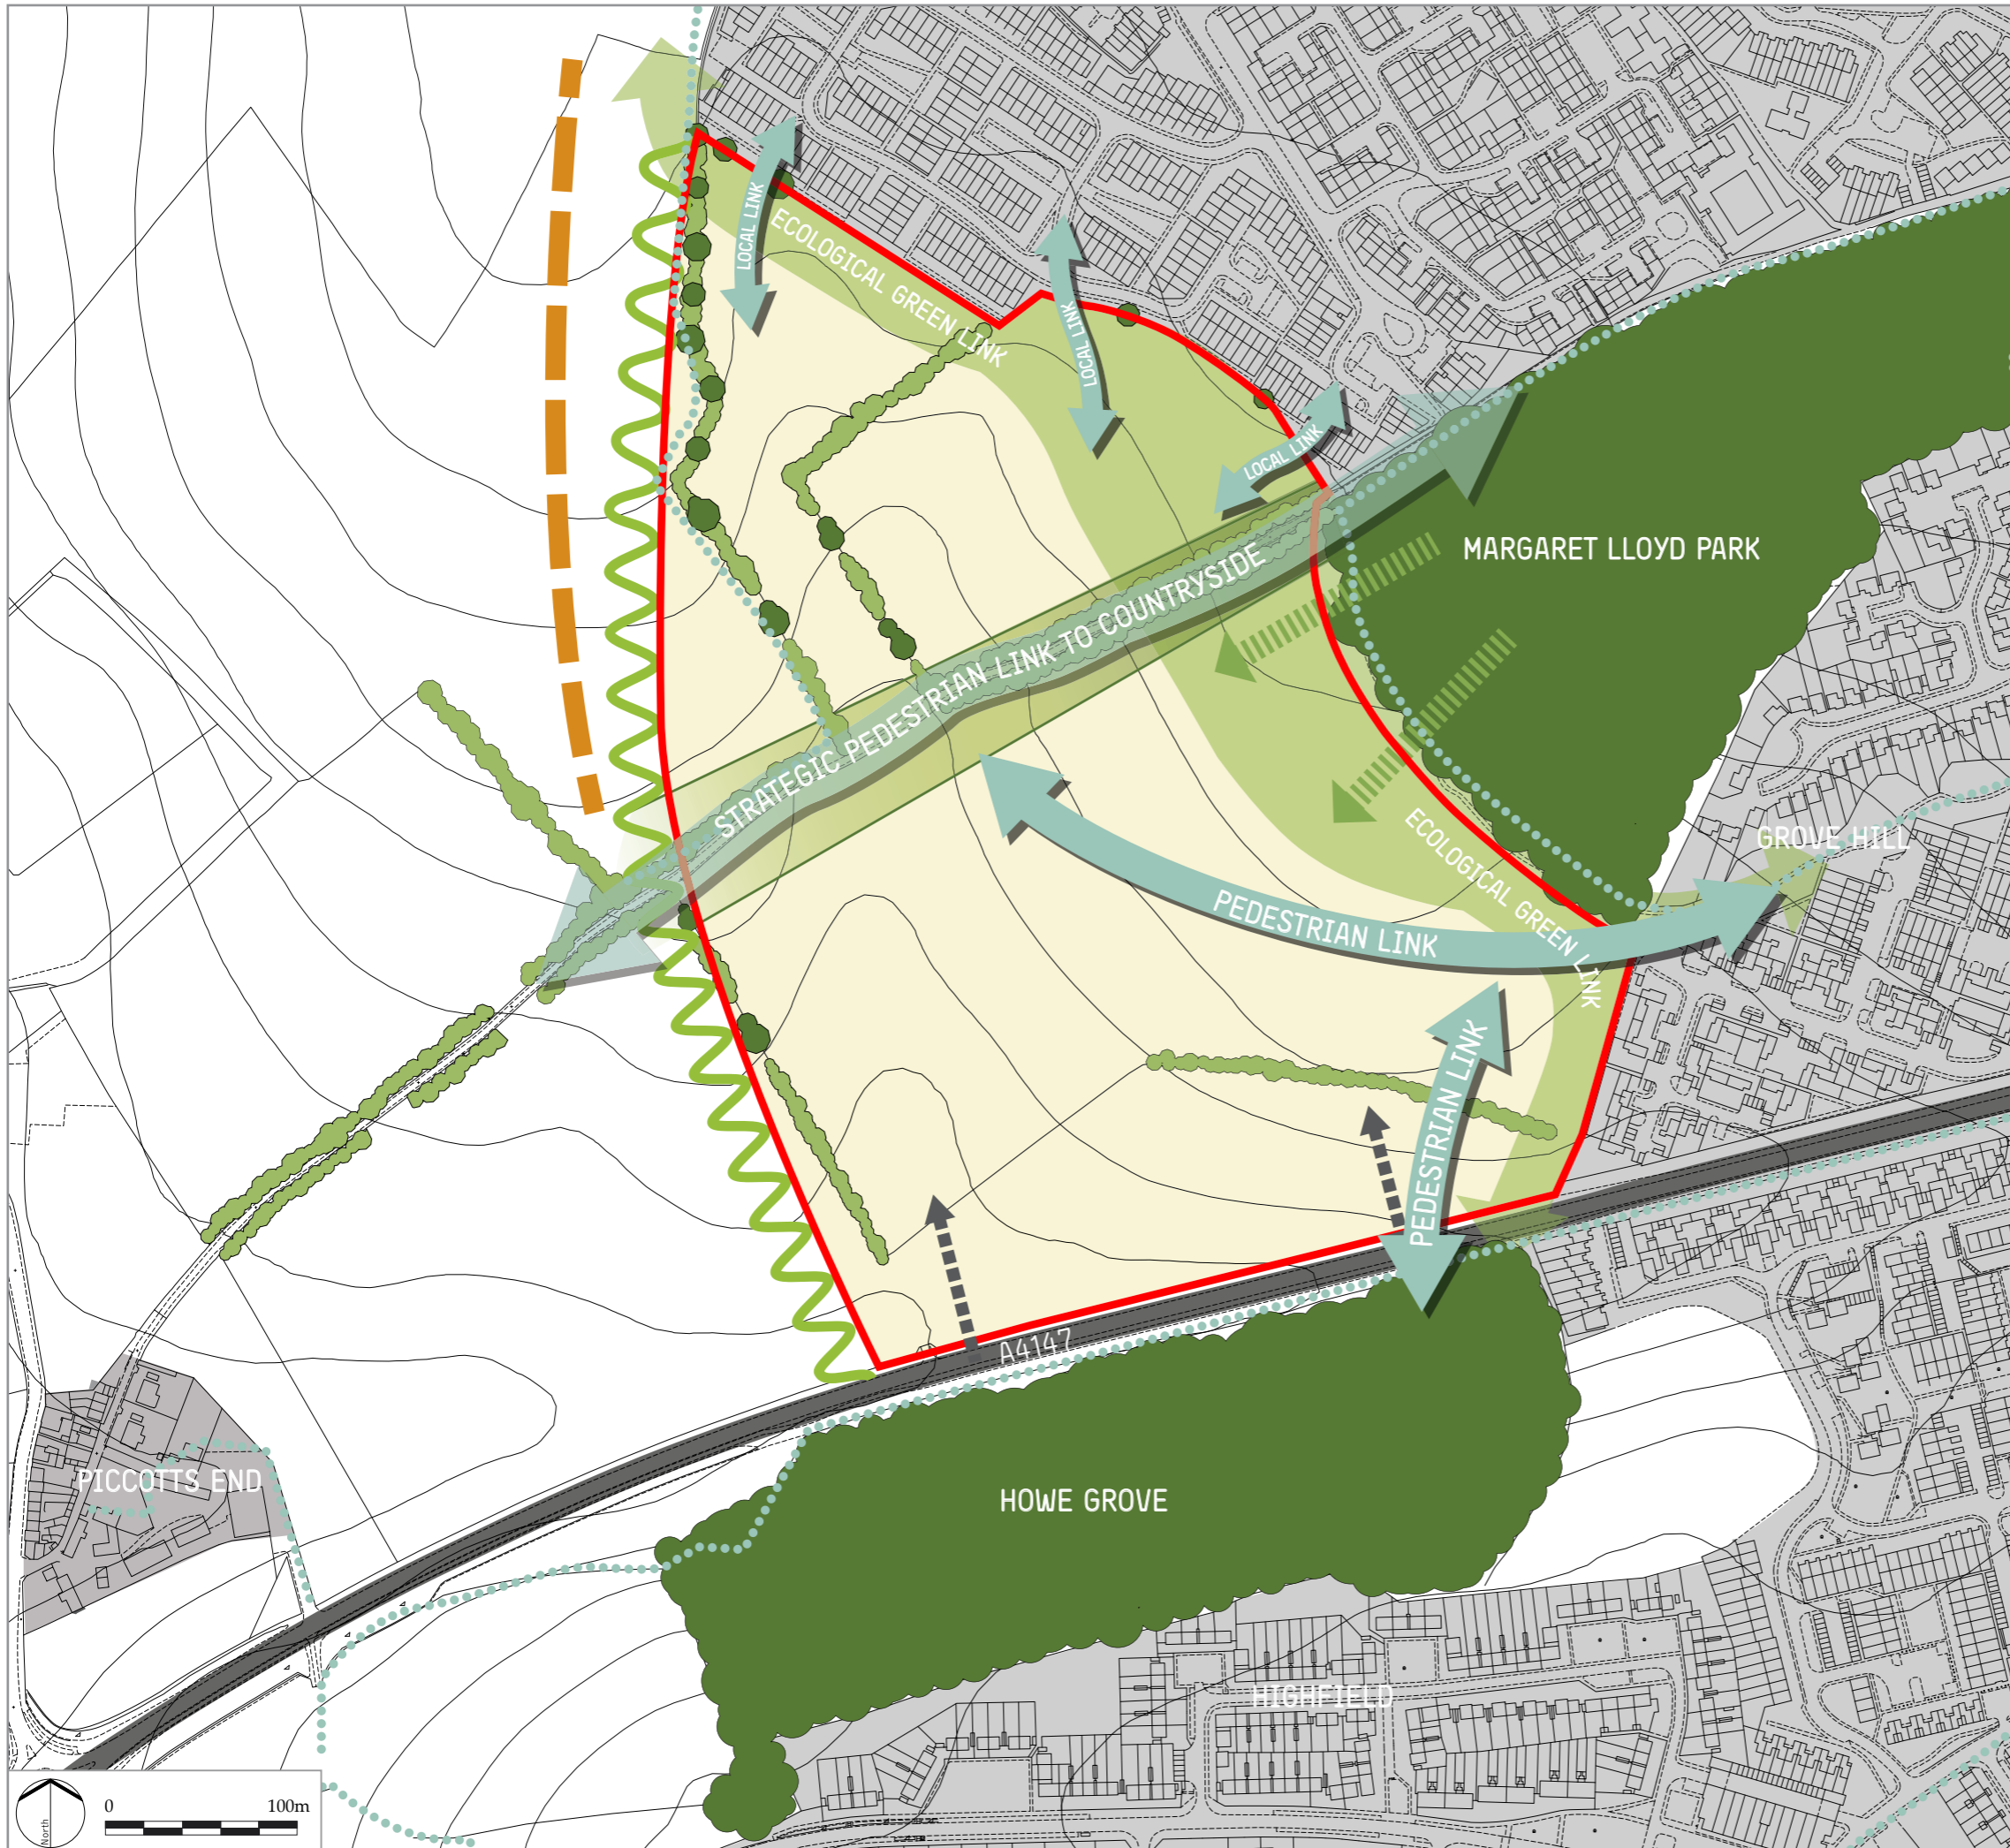 LOCAL LINK
ECOLOGICAL GREEN LINK
LOCAL LINK
LOCAL LINK
MARGARET LLOYD PARK
STRATEGIC PEDESTRIAN LINK TO COUNTRYSIDE
GROVE HILL
ECOLOGICAL GREEN LINK
PEDESTRIAN LINK
PEDESTRIAN LINK
A4147
PICCOTTS END
HOWE GROVE
HIGHFIELD
North
0 100m